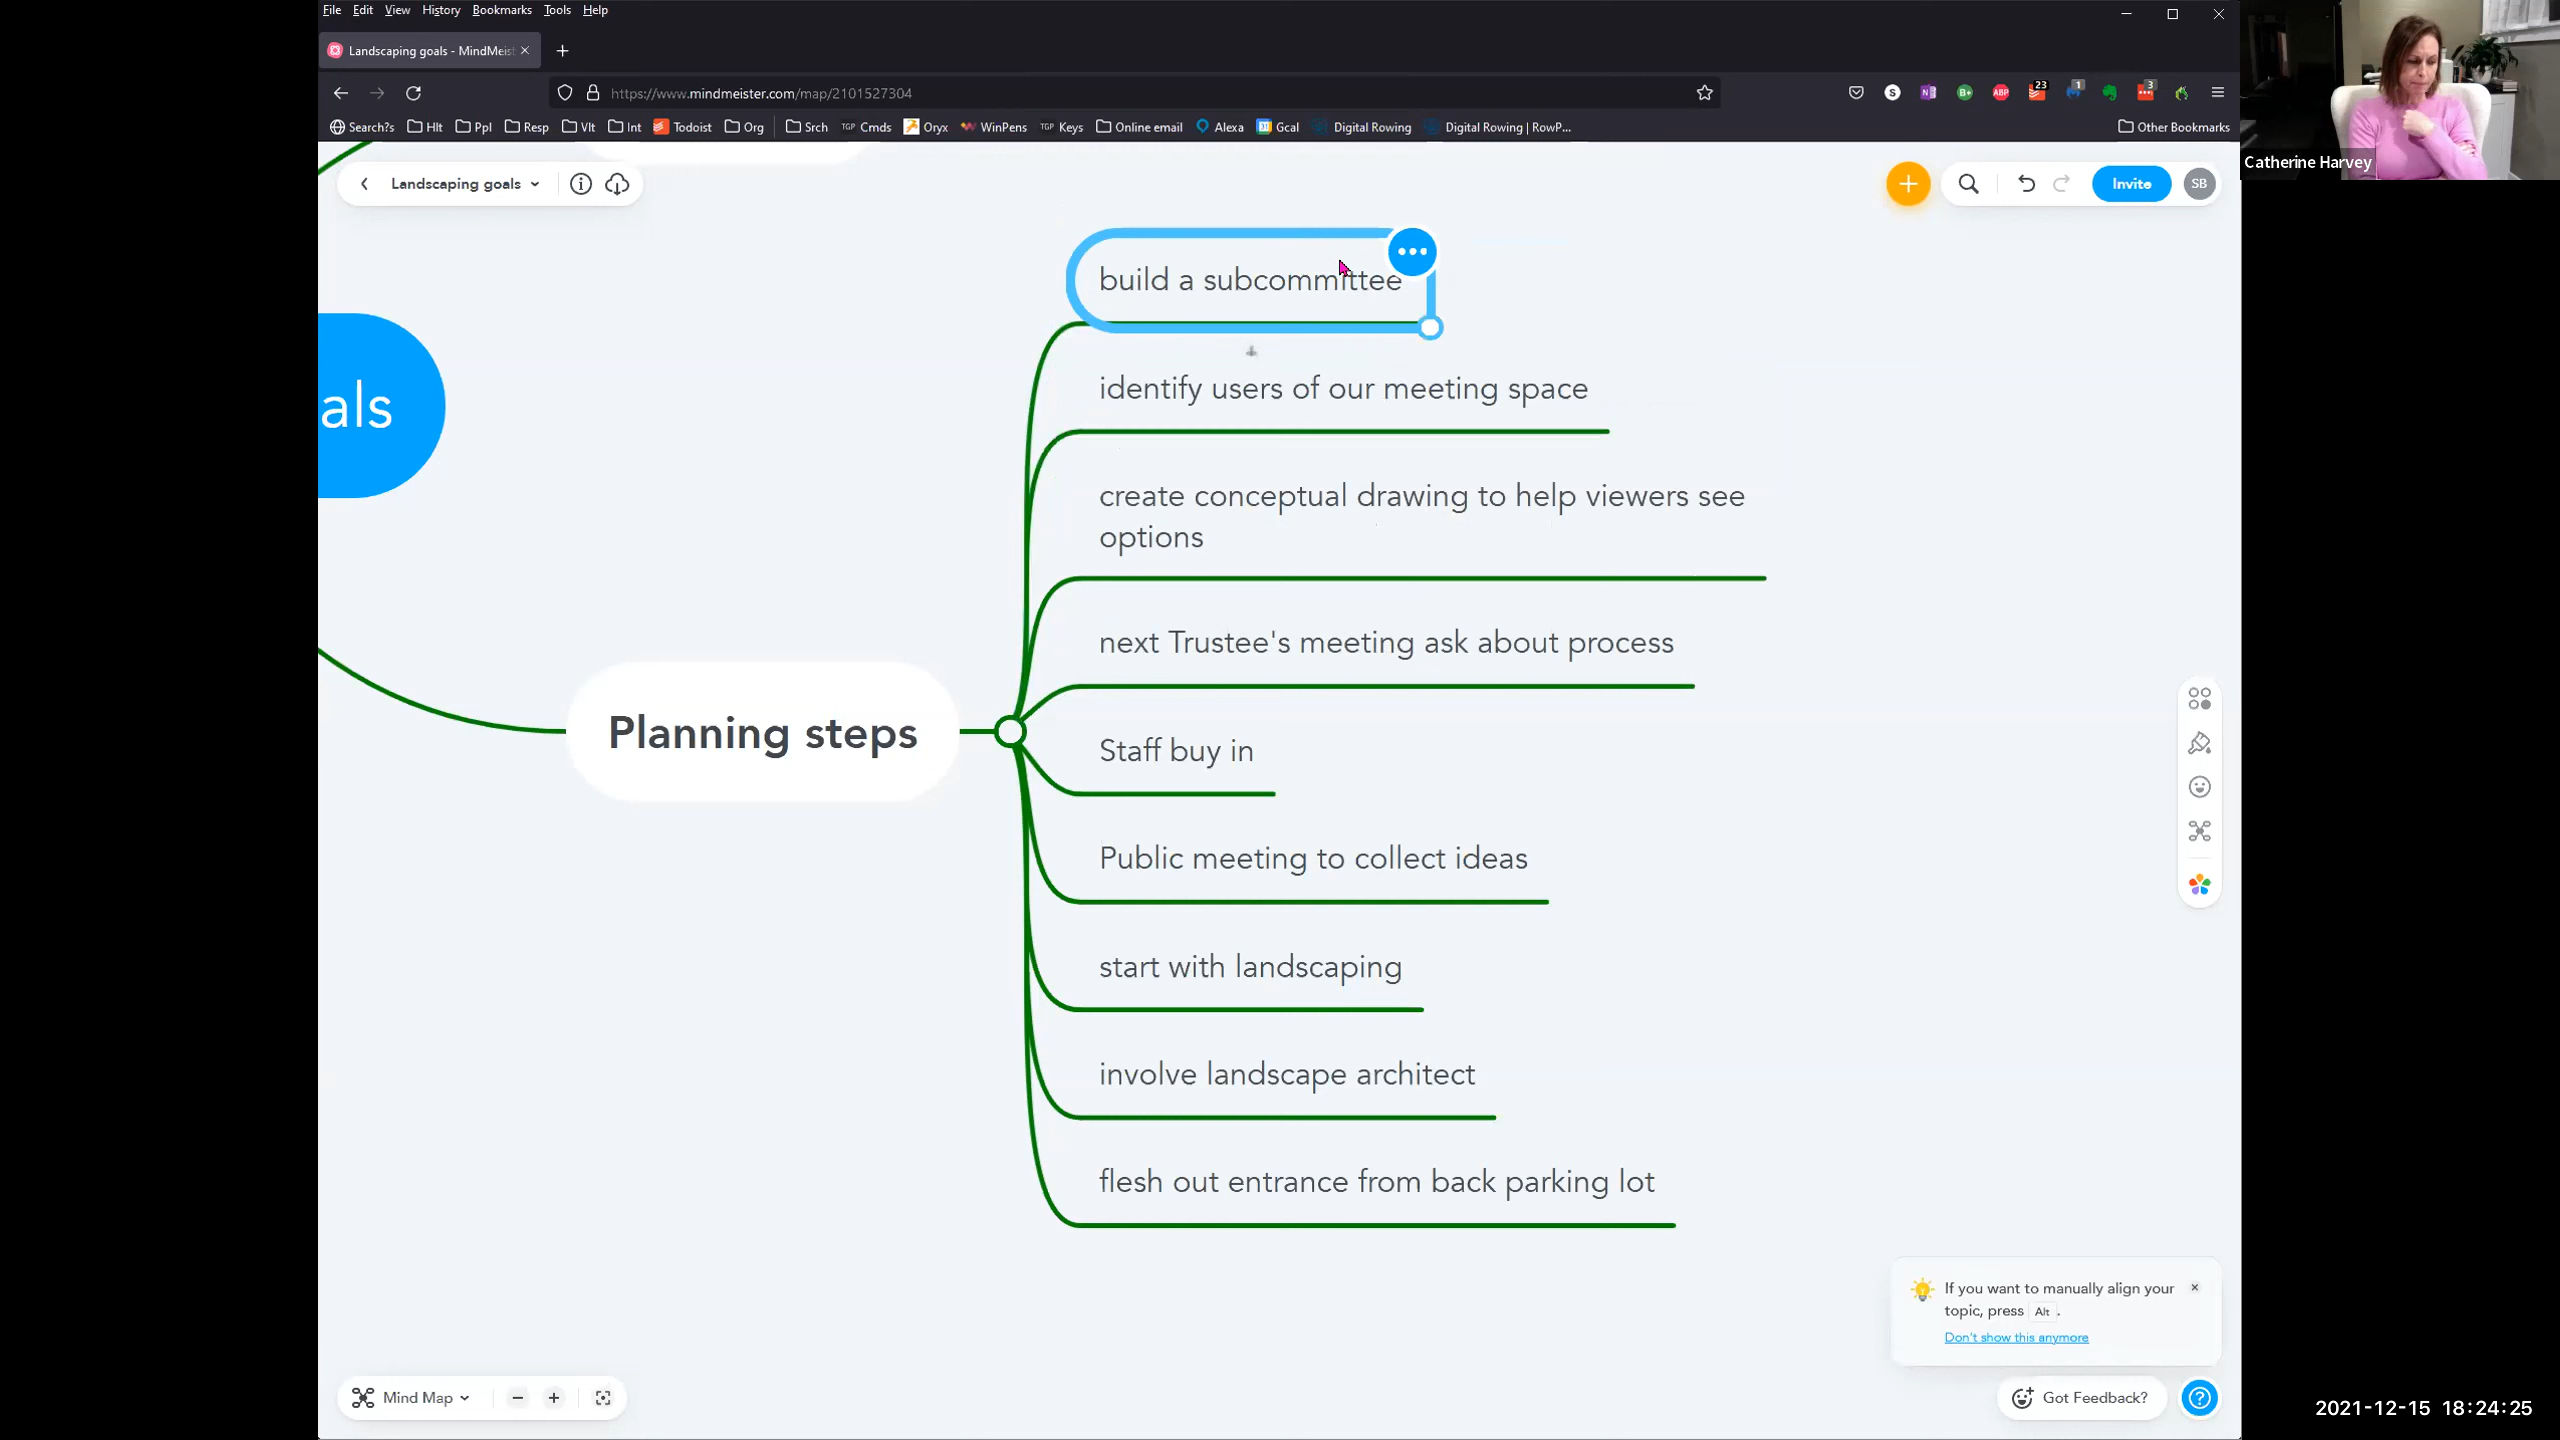 File Edit View History Bookmarks Tools Help
Landscaping goals - MindMeist
https://www.mindmeister.com/map/2101527304
23 1 3
S N B+ ABP
Search?s Hlt Ppl Resp Vlt Int Todoist Org Srch TGP Cmds Oryx WinPens TGP Keys Online email Alexa Gcal Digital Rowing Digital Rowing | RowP... Other Bookmarks
Catherine Harvey
Landscaping goals
Invite SB
build a subcommittee
identify users of our meeting space
als
create conceptual drawing to help viewers see
options
next Trustee's meeting ask about process
Planning steps
Staff buy in
Public meeting to collect ideas
start with landscaping
involve landscape architect
flesh out entrance from back parking lot
If you want to manually align your
topic, press Alt .
Don't show this anymore
Mind Map
Got Feedback?
2021-12-15 18:24:25